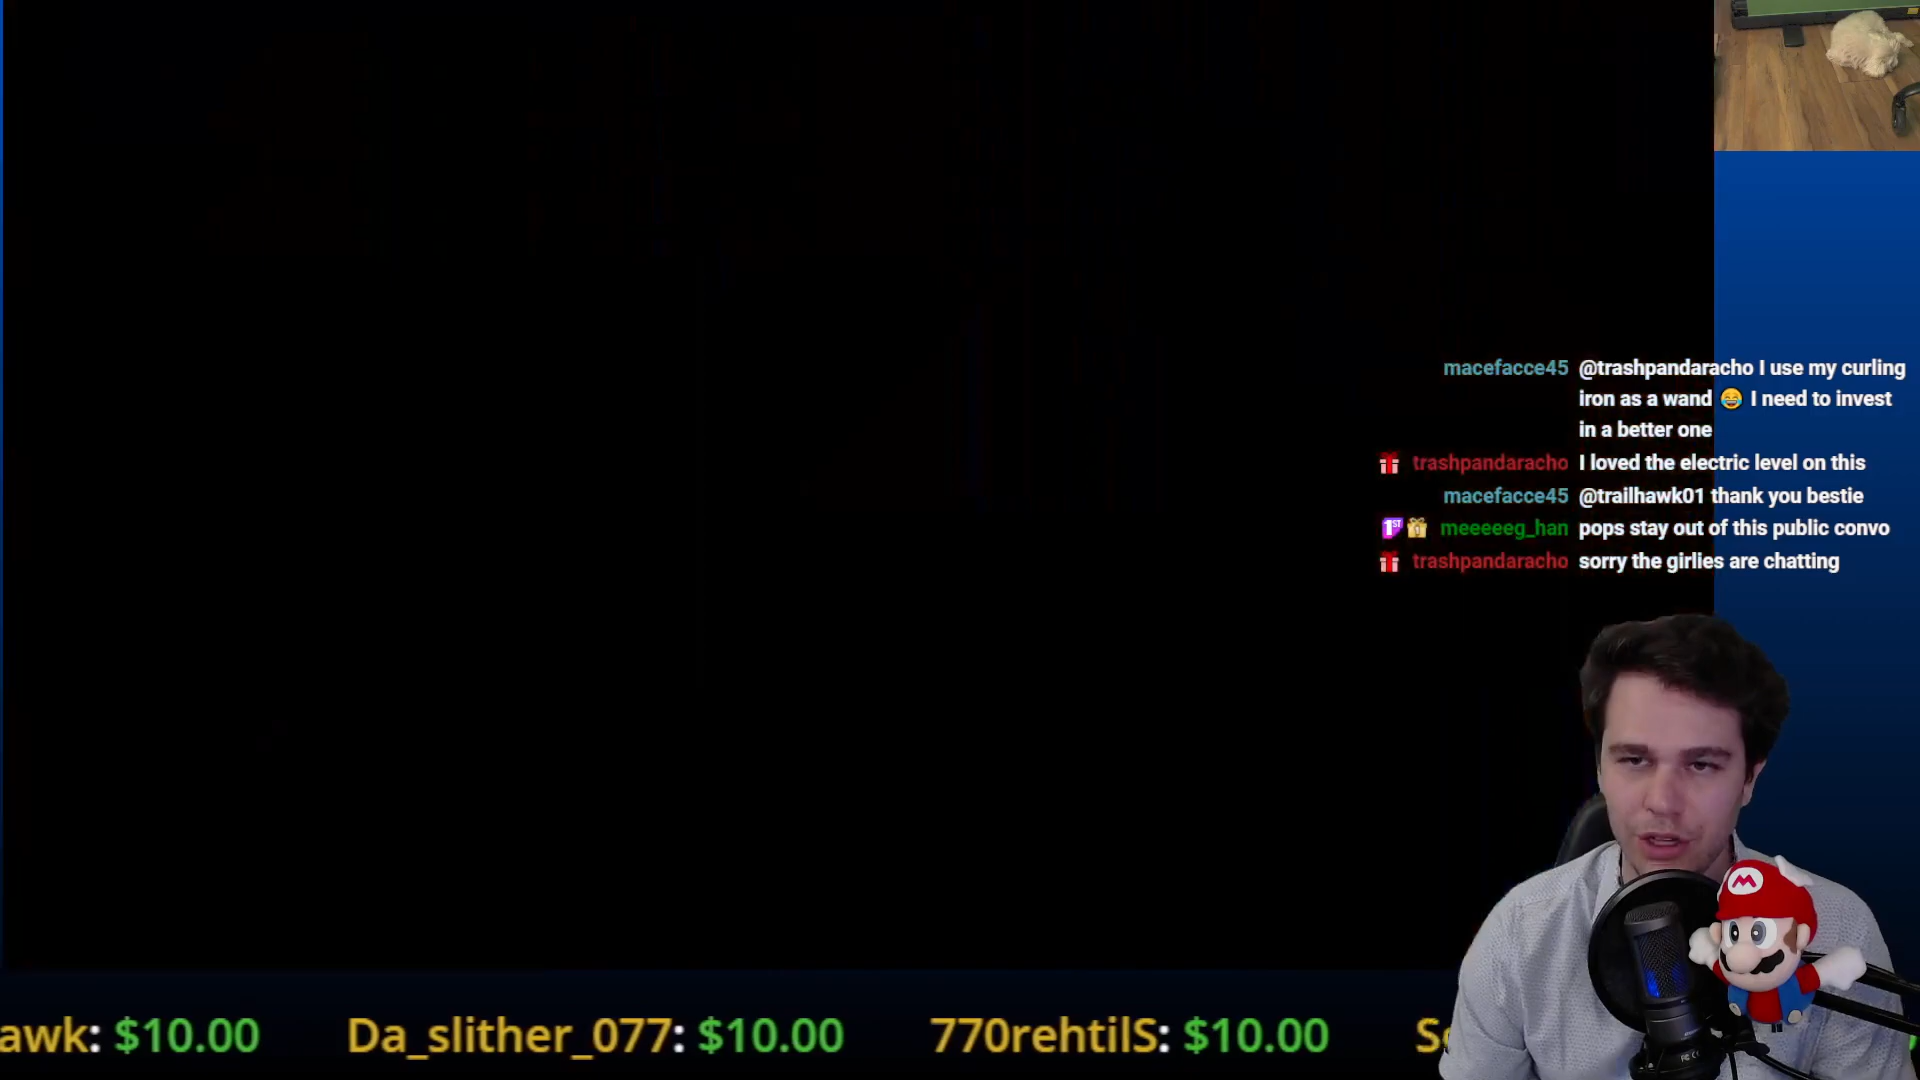 macefacce45 @trashpandaracho I use my curling
iron as a wand 😂 I need to invest
in a better one
trashpandaracho I loved the electric level on this
macefacce45 @trailhawk01 thank you bestie
1ST meeeeeg_han pops stay out of this public convo
trashpandaracho sorry the girlies are chatting
M
awk: $10.00 Da_slither_077: $10.00 770rehtilS: $10.00